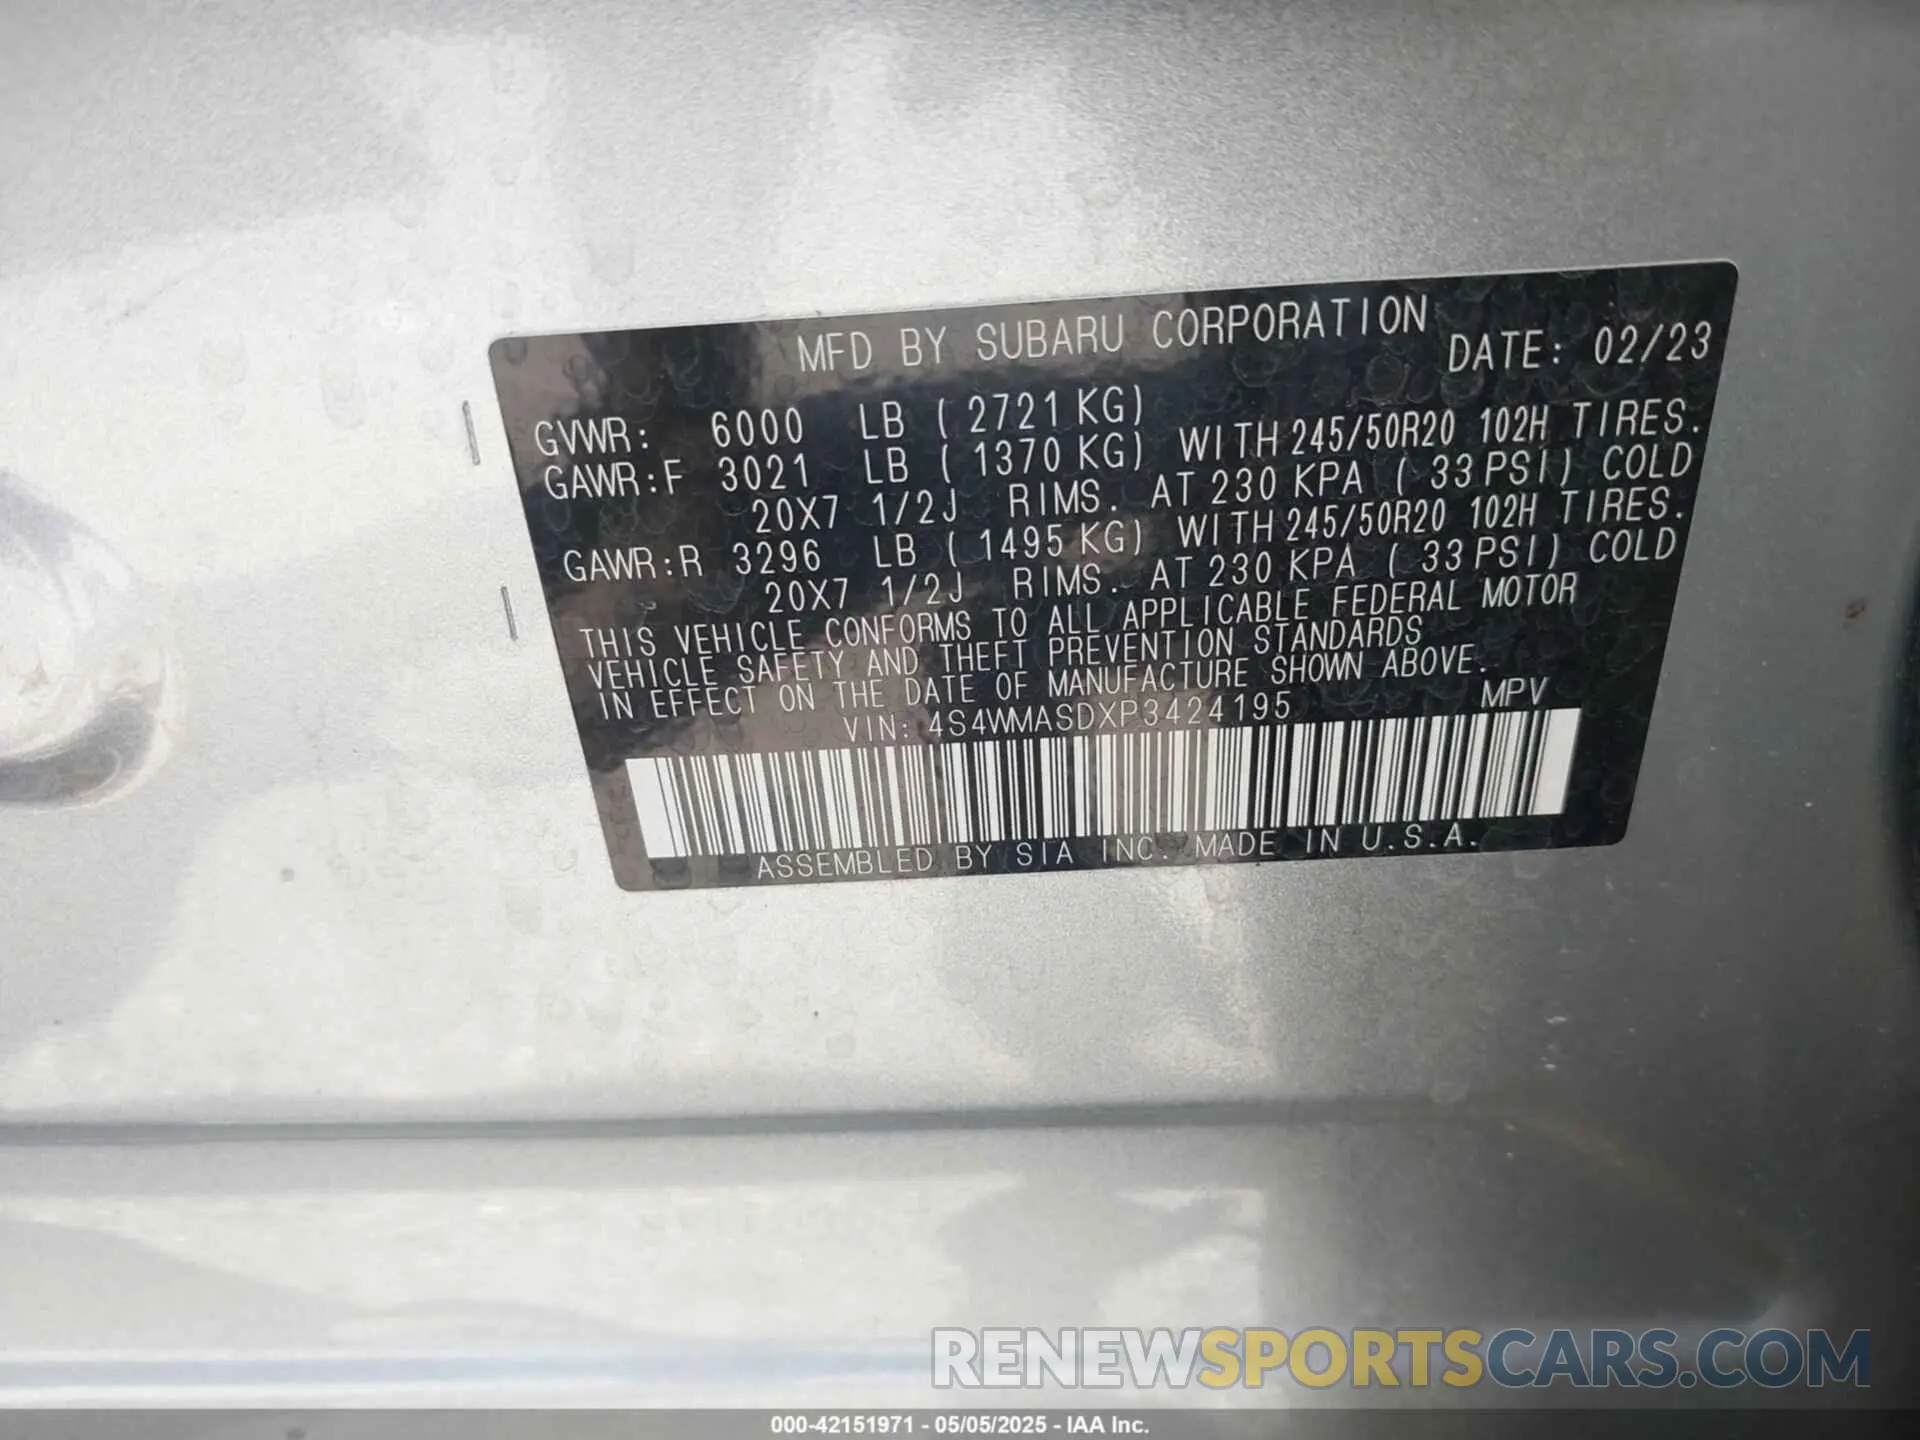 MFD BY SUBARU CORPORATION DATE: 02/23
GVWR: 6000 LB ( 2721 KG)
GAWR:F 3021 LB ( 1370 KG) WITH 245/50R20 102H TIRES.
20X7 1/2J RIMS. AT 230 KPA ( 33 PSI) COLD
GAWR:R 3296 LB ( 1495 KG) WITH 245/50R20 102H TIRES.
20X7 1/2J RIMS. AT 230 KPA ( 33 PSI) COLD
THIS VEHICLE CONFORMS TO ALL APPLICABLE FEDERAL MOTOR
VEHICLE SAFETY AND THEFT PREVENTION STANDARDS
IN EFFECT ON THE DATE OF MANUFACTURE SHOWN ABOVE.
VIN: 4S4WMASDXP3424195 MPV
ASSEMBLED BY SIA INC. MADE IN U.S.A.
RENEWSPORTSCARS.COM
000-42151971 - 05/05/2025 - IAA Inc.